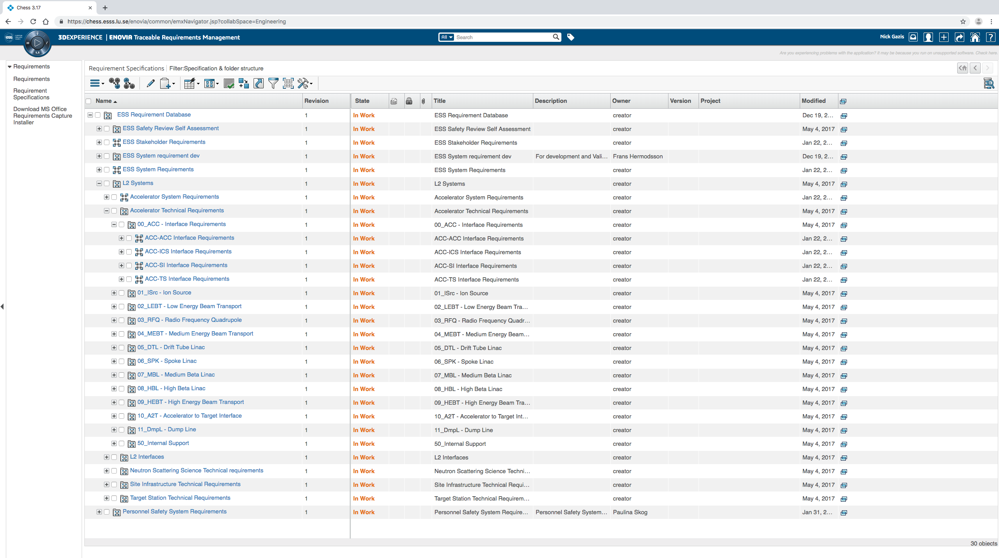 Chess 3.17
https://chess.esss.lu.se/enovia/common/emxNavigator.jsp?collabSpace=Engineering
ess EUROPEAN SPALLATION SOURCE
3D V.R
3DEXPERIENCE | ENOVIA Traceable Requirements Management
All Search
Nick Gazis
Are you experiencing problems with the application? It may be because you run on unsupported software. Check here.
Requirements
Requirements
Requirement
Specifications
Download MS Office
Requirements Capture
Installer
Requirement Specifications Filter:Specification & folder structure
Name Revision State Title Description Owner Version Project Modified
ESS Requirement Database 1 In Work ESS Requirement Database creator Dec 19, 2...
ESS Safety Review Self Assessment 1 In Work ESS Safety Review Self Assessment creator May 4, 2017
ESS Stakeholder Requirements 1 In Work ESS Stakeholder Requirements creator Jan 22, 2...
ESS System requirement dev 1 In Work ESS System requirement dev For development and Vali... Frans Hermodsson Dec 19, 2...
ESS System Requirements 1 In Work ESS System Requirements creator Jan 22, 2...
L2 Systems 1 In Work L2 Systems creator May 4, 2017
Accelerator System Requirements 1 In Work Accelerator System Requirements creator Jan 22, 2...
Accelerator Technical Requirements 1 In Work Accelerator Technical Requirements creator May 4, 2017
00_ACC - Interface Requirements 1 In Work 00_ACC - Interface Requirements creator May 4, 2017
ACC-ACC Interface Requirements 1 In Work ACC-ACC Interface Requirements creator Jan 22, 2...
ACC-ICS Interface Requirements 1 In Work ACC-ICS Interface Requirements creator Jan 22, 2...
ACC-SI Interface Requirements 1 In Work ACC-SI Interface Requirements creator Jan 22, 2...
ACC-TS Interface Requirements 1 In Work ACC-TS Interface Requirements creator Jan 22, 2...
01_ISrc - Ion Source 1 In Work 01_ISrc - Ion Source creator May 4, 2017
02_LEBT - Low Energy Beam Transport 1 In Work 02_LEBT - Low Energy Beam Tra... creator May 4, 2017
03_RFQ - Radio Frequency Quadrupole 1 In Work 03_RFQ - Radio Frequency Quadr... creator May 4, 2017
04_MEBT - Medium Energy Beam Transport 1 In Work 04_MEBT - Medium Energy Beam... creator May 4, 2017
05_DTL - Drift Tube Linac 1 In Work 05_DTL - Drift Tube Linac creator May 4, 2017
06_SPK - Spoke Linac 1 In Work 06_SPK - Spoke Linac creator May 4, 2017
07_MBL - Medium Beta Linac 1 In Work 07_MBL - Medium Beta Linac creator May 4, 2017
08_HBL - High Beta Linac 1 In Work 08_HBL - High Beta Linac creator May 4, 2017
09_HEBT - High Energy Beam Transport 1 In Work 09_HEBT - High Energy Beam Tra... creator May 4, 2017
10_A2T - Accelerator to Target Interface 1 In Work 10_A2T - Accelerator to Target Int... creator May 4, 2017
11_DmpL - Dump Line 1 In Work 11_DmpL - Dump Line creator May 4, 2017
50_Internal Support 1 In Work 50_Internal Support creator May 4, 2017
L2 Interfaces 1 In Work L2 Interfaces creator May 4, 2017
Neutron Scattering Science Technical requirements 1 In Work Neutron Scattering Science Techni... creator May 4, 2017
Site Infrastructure Technical Requirements 1 In Work Site Infrastructure Technical Requi... creator May 4, 2017
Target Station Technical Requirements 1 In Work Target Station Technical Requirem... creator May 4, 2017
Personnel Safety System Requirements 1 In Work Personnel Safety System Require... Personnel Safety System... Paulina Skog Jan 31, 2...
30 objects